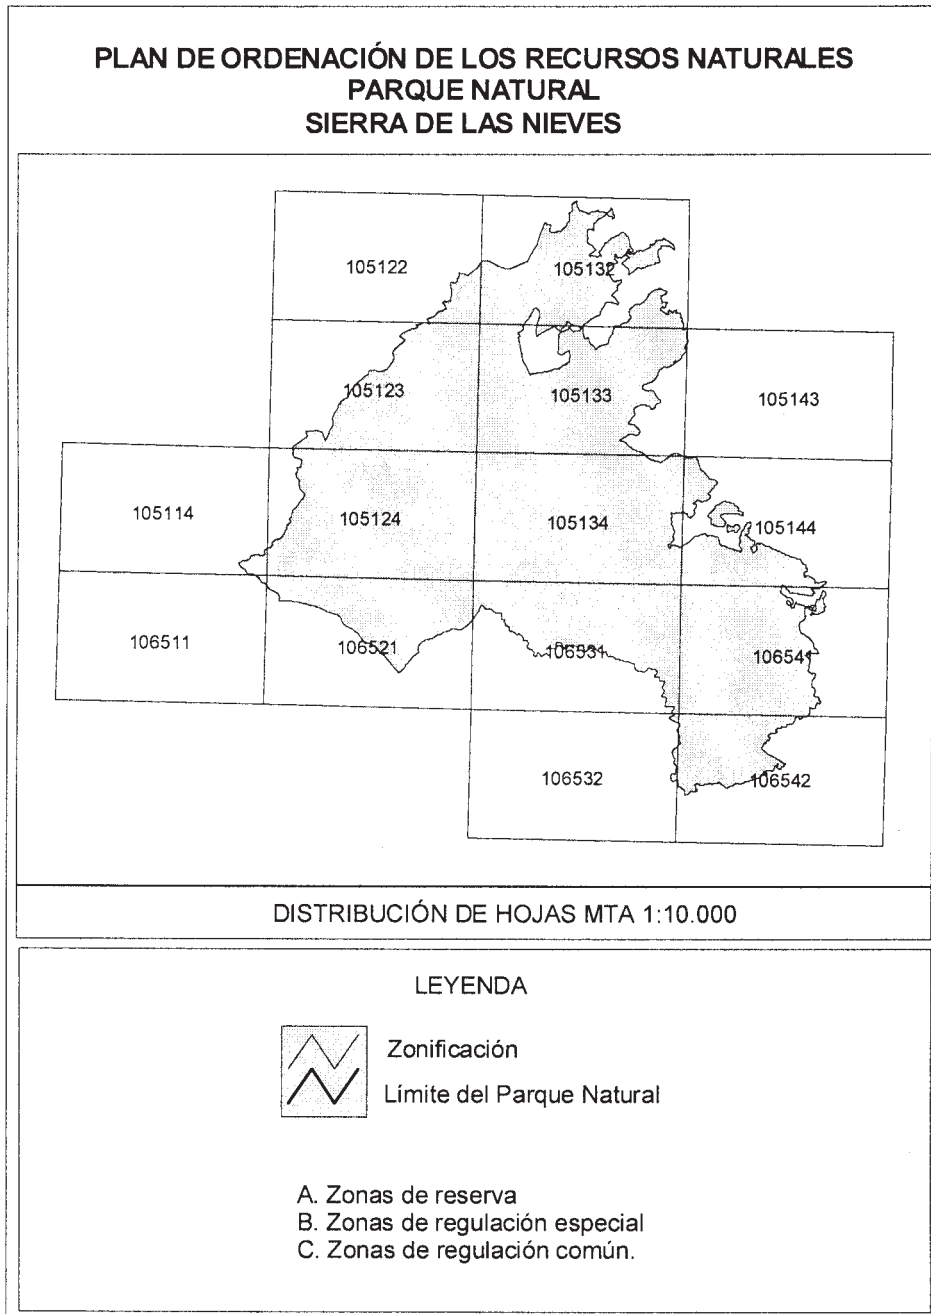 PLAN DE ORDENACIÓN DE LOS RECURSOS NATURALES
PARQUE NATURAL
SIERRA DE LAS NIEVES
105122
105132
105123
105133
105143
105114
105124
105134
105144
106511
106521
106531
106541
106532
106542
DISTRIBUCIÓN DE HOJAS MTA 1:10.000
LEYENDA
Zonificación
Límite del Parque Natural
A. Zonas de reserva
B. Zonas de regulación especial
C. Zonas de regulación común.